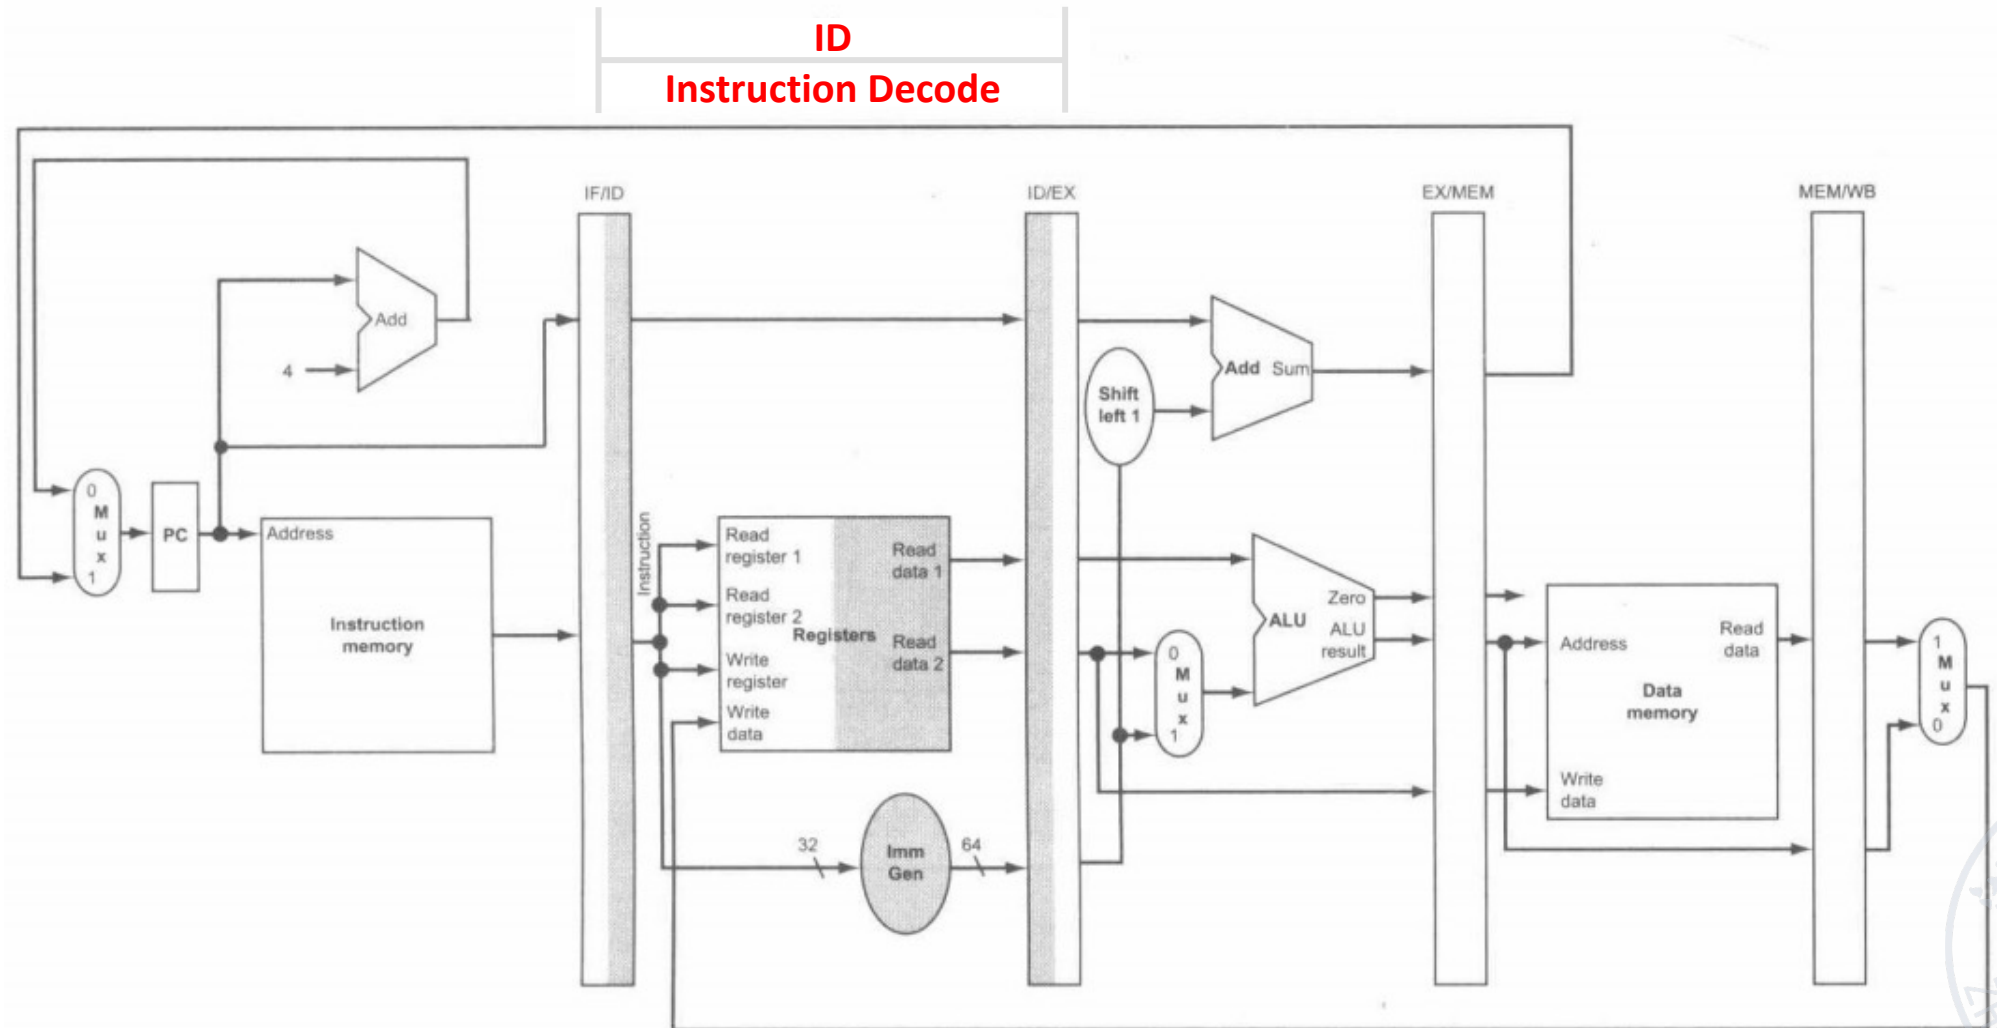 ID
Instruction Decode
IF/ID
ID/EX
EX/MEM
MEM/WB
Add
4
0
M
u
x
1
PC
Address
Instruction
memory
Instruction
Read
register 1
Read
register 2
Write
register
Write
data
Registers
Read
data 1
Read
data 2
32
Imm
Gen
64
Shift
left 1
Add Sum
0
M
u
x
1
ALU
Zero
ALU
result
Address
Write
data
Data
memory
Read
data
1
M
u
x
0